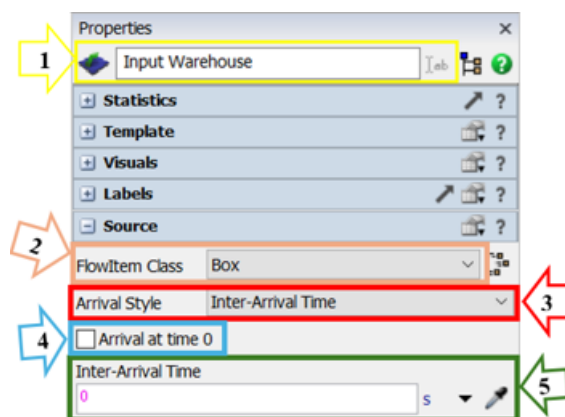 Properties ×
1 Input Warehouse ab ?
Statistics ?
Template ?
Visuals ?
Labels ?
Source ?
2
FlowItem Class Box
Arrival Style Inter-Arrival Time 3
4 Arrival at time 0
Inter-Arrival Time
0 s 5